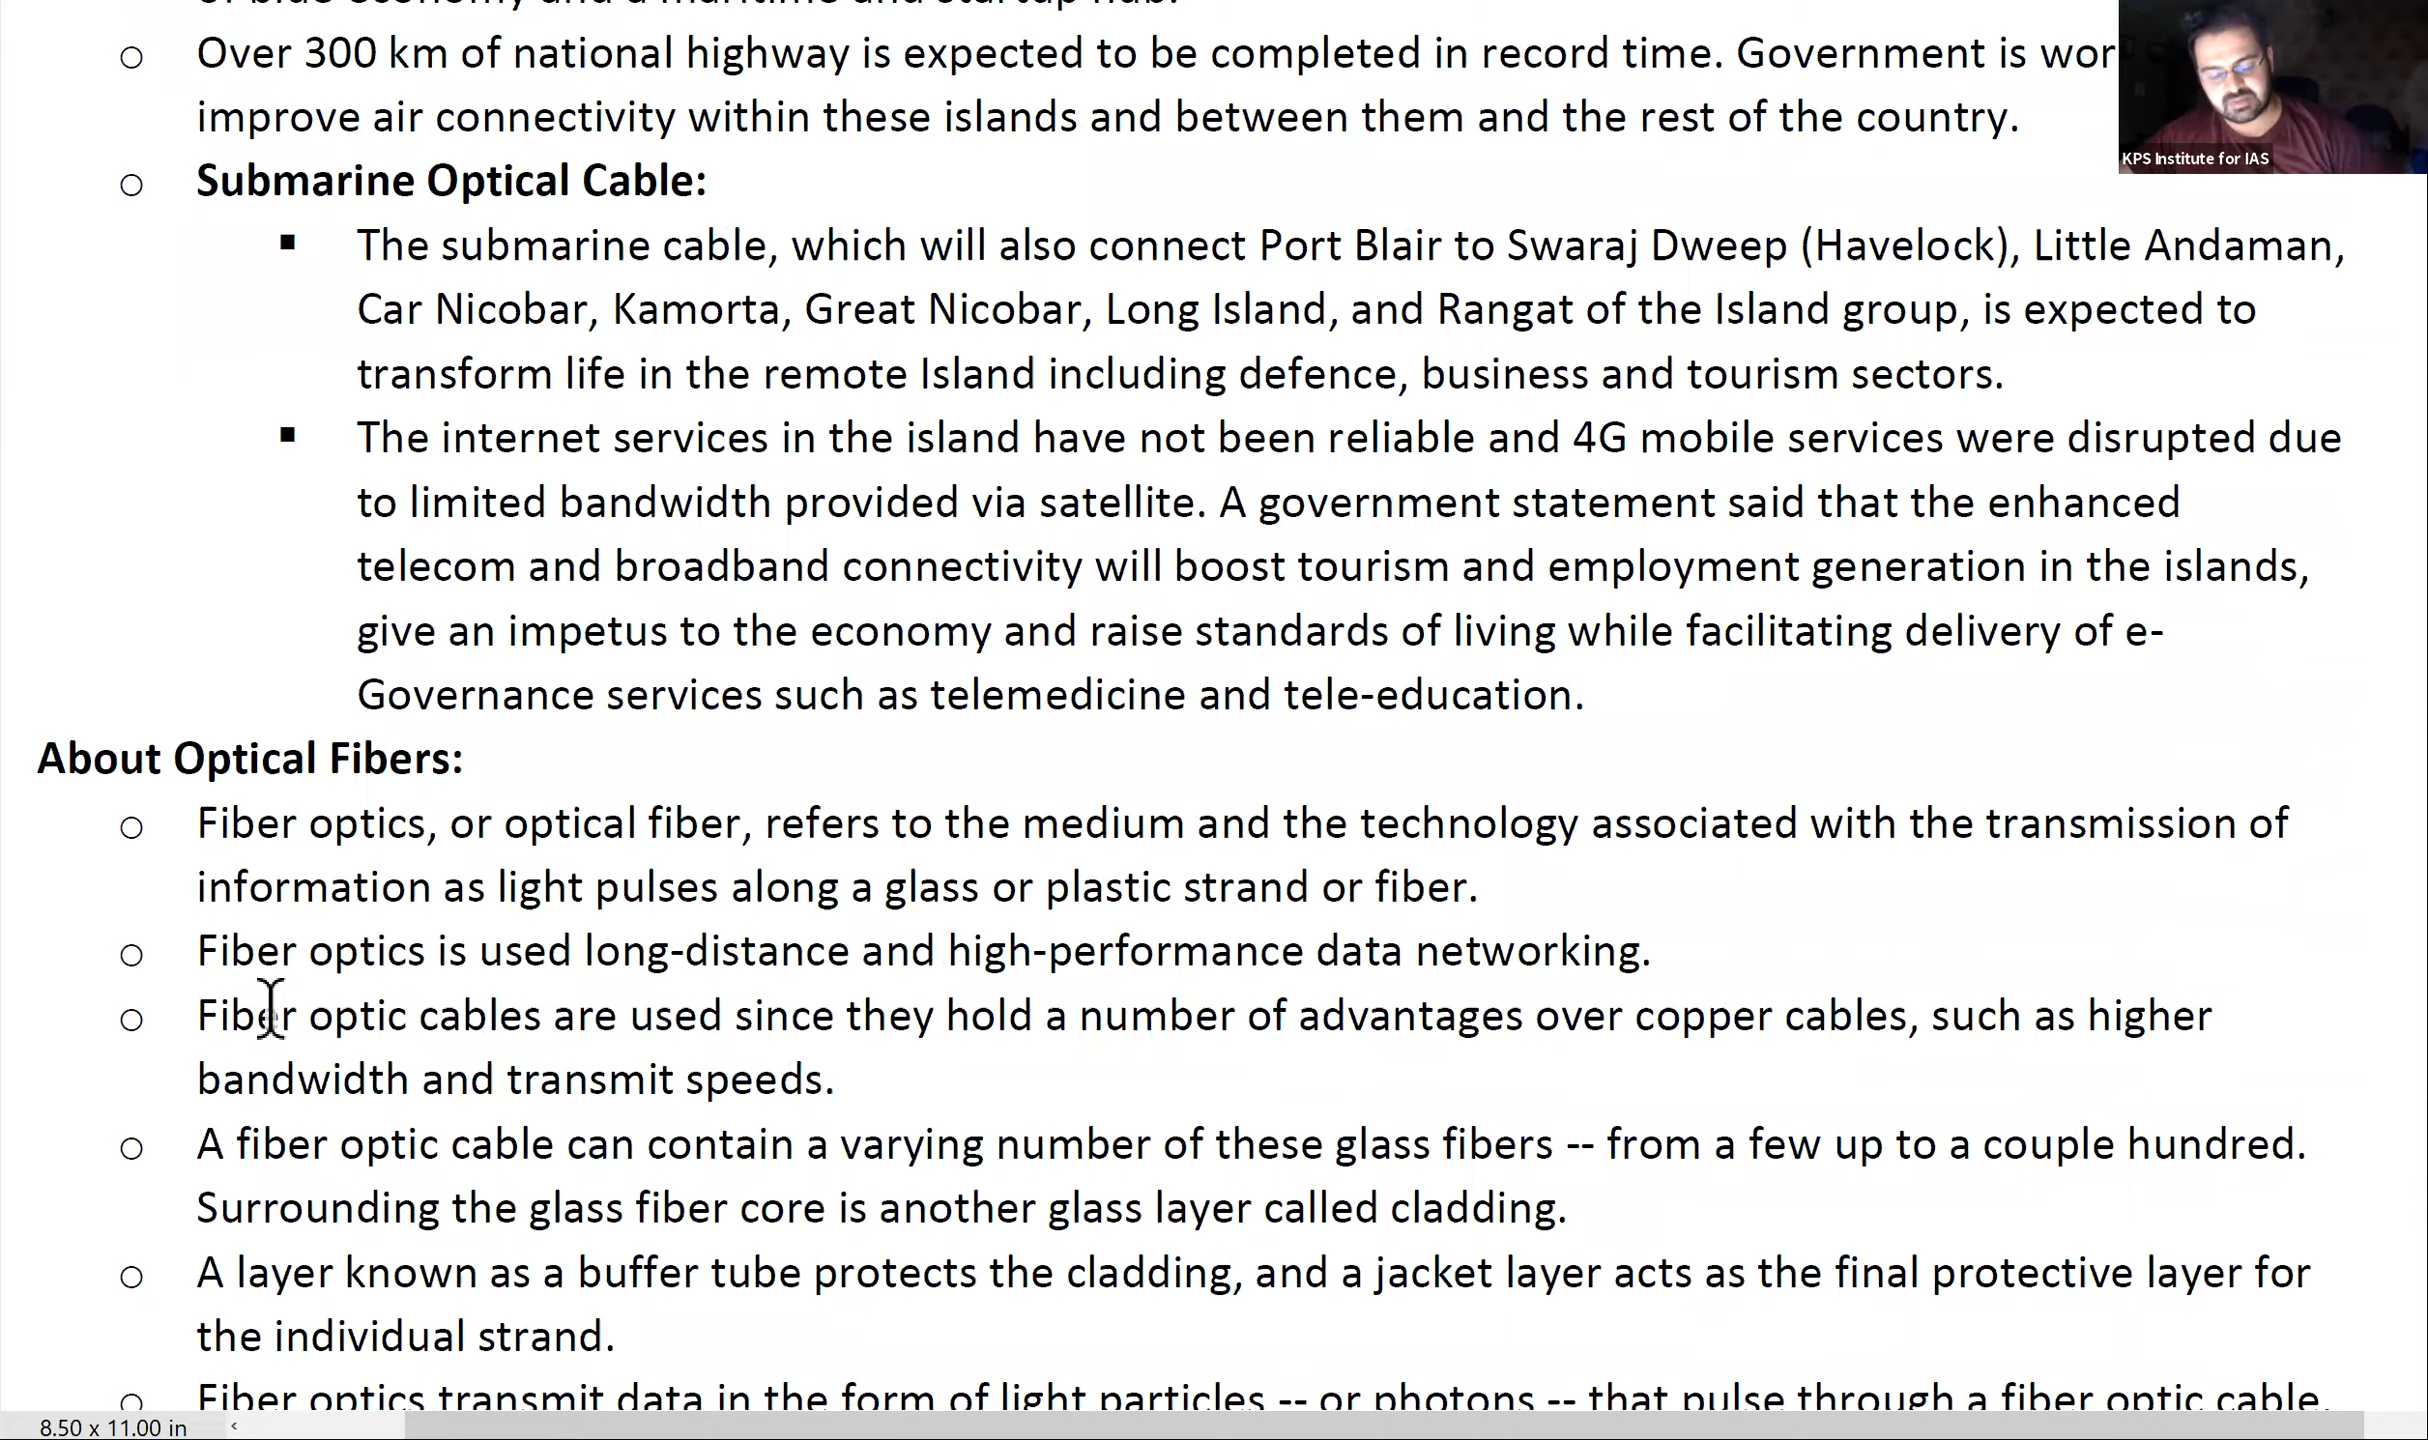 of blue economy and a maritime and startup hub.
Over 300 km of national highway is expected to be completed in record time. Government is wor
improve air connectivity within these islands and between them and the rest of the country.
Submarine Optical Cable:
The submarine cable, which will also connect Port Blair to Swaraj Dweep (Havelock), Little Andaman,
Car Nicobar, Kamorta, Great Nicobar, Long Island, and Rangat of the Island group, is expected to
transform life in the remote Island including defence, business and tourism sectors.
The internet services in the island have not been reliable and 4G mobile services were disrupted due
to limited bandwidth provided via satellite. A government statement said that the enhanced
telecom and broadband connectivity will boost tourism and employment generation in the islands,
give an impetus to the economy and raise standards of living while facilitating delivery of e-
Governance services such as telemedicine and tele-education.
About Optical Fibers:
Fiber optics, or optical fiber, refers to the medium and the technology associated with the transmission of
information as light pulses along a glass or plastic strand or fiber.
Fiber optics is used long-distance and high-performance data networking.
Fiber optic cables are used since they hold a number of advantages over copper cables, such as higher
bandwidth and transmit speeds.
A fiber optic cable can contain a varying number of these glass fibers -- from a few up to a couple hundred.
Surrounding the glass fiber core is another glass layer called cladding.
A layer known as a buffer tube protects the cladding, and a jacket layer acts as the final protective layer for
the individual strand.
Fiber optics transmit data in the form of light particles -- or photons -- that pulse through a fiber optic cable.
8.50 x 11.00 in
KPS Institute for IAS